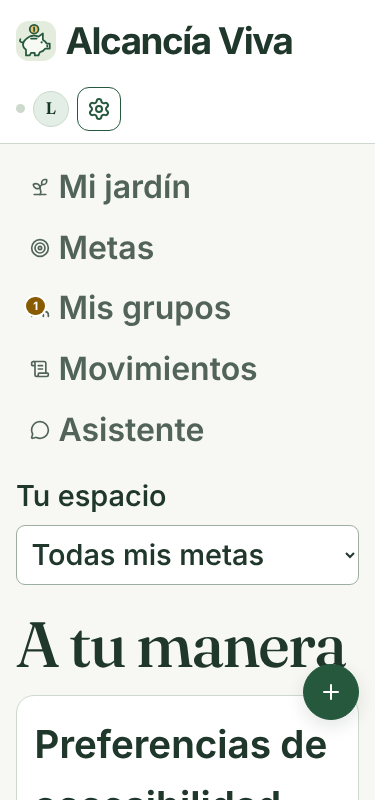 Alcancía Viva
L
Mi jardín
Metas
1
Mis grupos
Movimientos
Asistente
Tu espacio
Todas mis metas
A tu manera
+
Preferencias de
accesibilidad